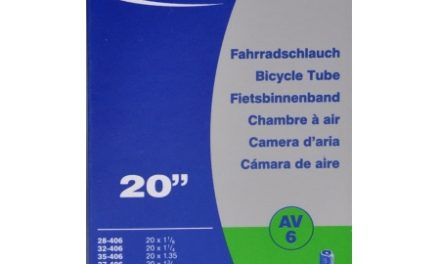 Fahrradschlauch
Bicycle Tube
Fietsbinnenband
Chambre à air
Camera d'aria
Cámara de aire
20”
AV
6
28-406 20 x 1⅛
32-406 20 x 1¼
35-406 20 x 1.35